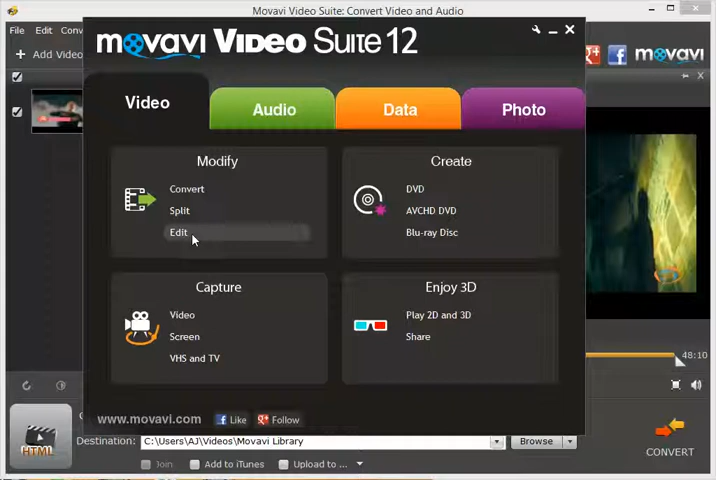 Movavi Video Suite: Convert Video and Audio
File Edit
Add Video
movavi VIDEO Suite 12
movavi
Video
Audio
Data
Photo
Modify
Convert
Split
Edit
Create
DVD
AVCHD DVD
Blu-ray Disc
Capture
Video
Screen
VHS and TV
Enjoy 3D
Play 2D and 3D
Share
48:10
www.movavi.com
Like
Follow
HTML
Destination: C:\Users\AJ\Videos\Movavi Library
Browse
CONVERT
Join
Add to iTunes
Upload to ...